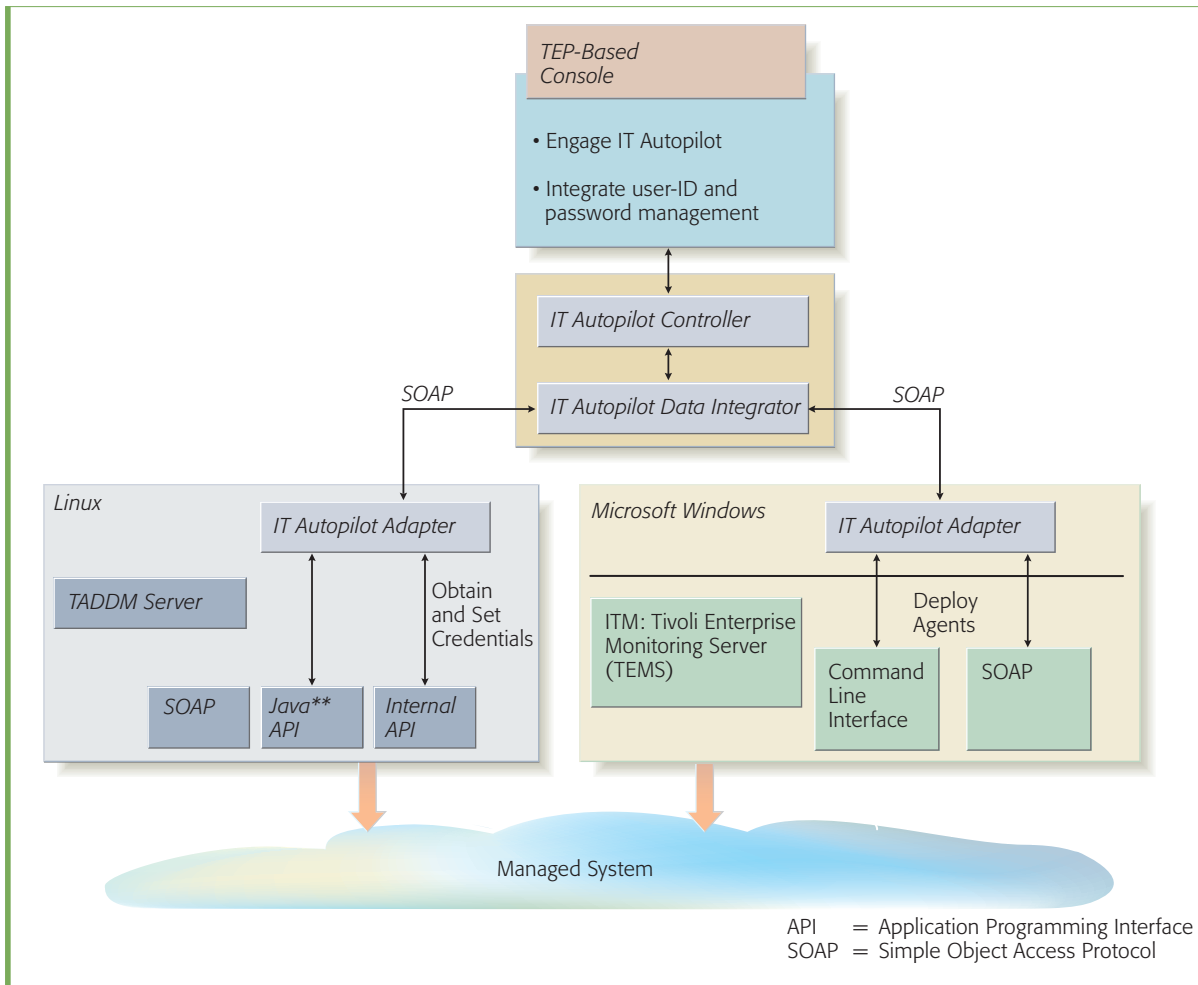 TEP-Based
Console
• Engage IT Autopilot
• Integrate user-ID and
password management
IT Autopilot Controller
IT Autopilot Data Integrator
SOAP
SOAP
Linux
IT Autopilot Adapter
TADDM Server
Obtain
and Set
Credentials
SOAP
Java**
API
Internal
API
Microsoft Windows
IT Autopilot Adapter
ITM: Tivoli Enterprise
Monitoring Server
(TEMS)
Deploy
Agents
Command
Line
Interface
SOAP
Managed System
API = Application Programming Interface
SOAP = Simple Object Access Protocol